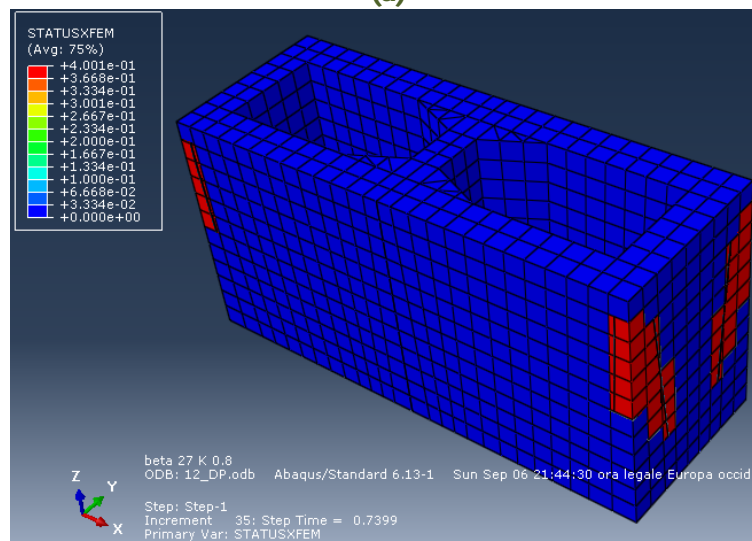 (a)
STATUSXFEM
(Avg: 75%)
+4.001e-01
+3.668e-01
+3.334e-01
+3.001e-01
+2.667e-01
+2.334e-01
+2.000e-01
+1.667e-01
+1.334e-01
+1.000e-01
+6.668e-02
+3.334e-02
+0.000e+00
beta 27 K 0.8
ODB: 12_DP.odb Abaqus/Standard 6.13-1 Sun Sep 06 21:44:30 ora legale Europa occid
Z
Y
X
Step: Step-1
Increment 35: Step Time = 0.7399
Primary Var: STATUSXFEM